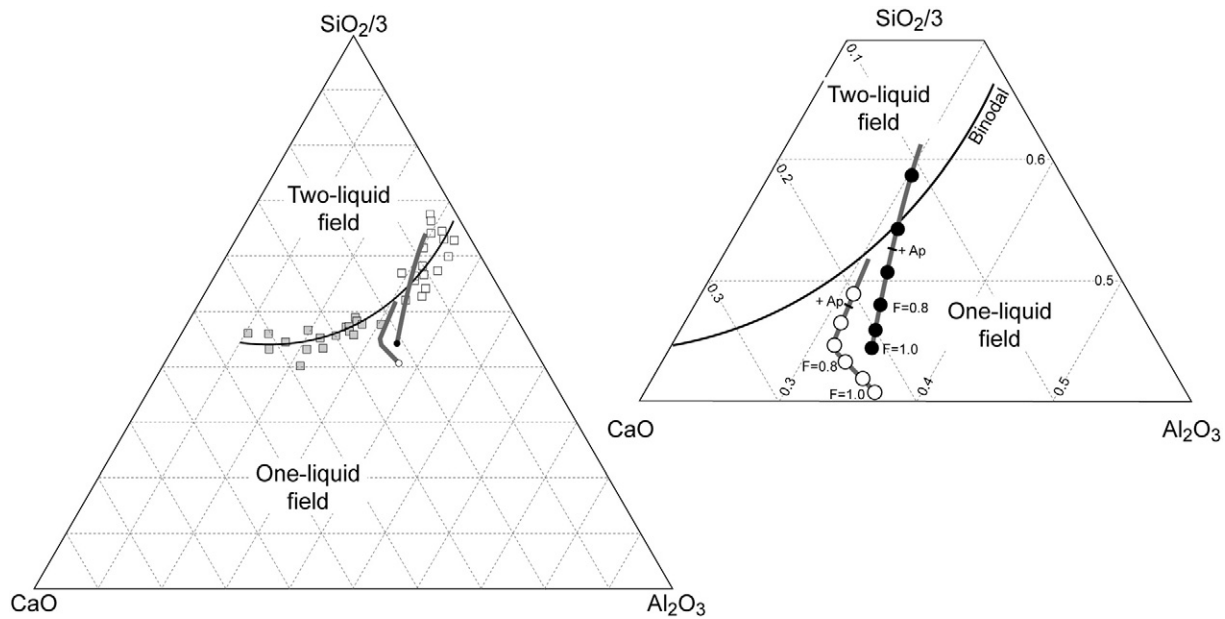 SiO2/3
Two-liquid
field
One-liquid
field
CaO
Al2O3
SiO2/3
0.1
Two-liquid
field
Binodal
0.2
0.6
+ Ap
0.3
+ Ap
0.5
F=0.8
One-liquid
field
F=1.0
F=0.8
F=1.0
0.3
0.4
0.5
CaO
Al2O3